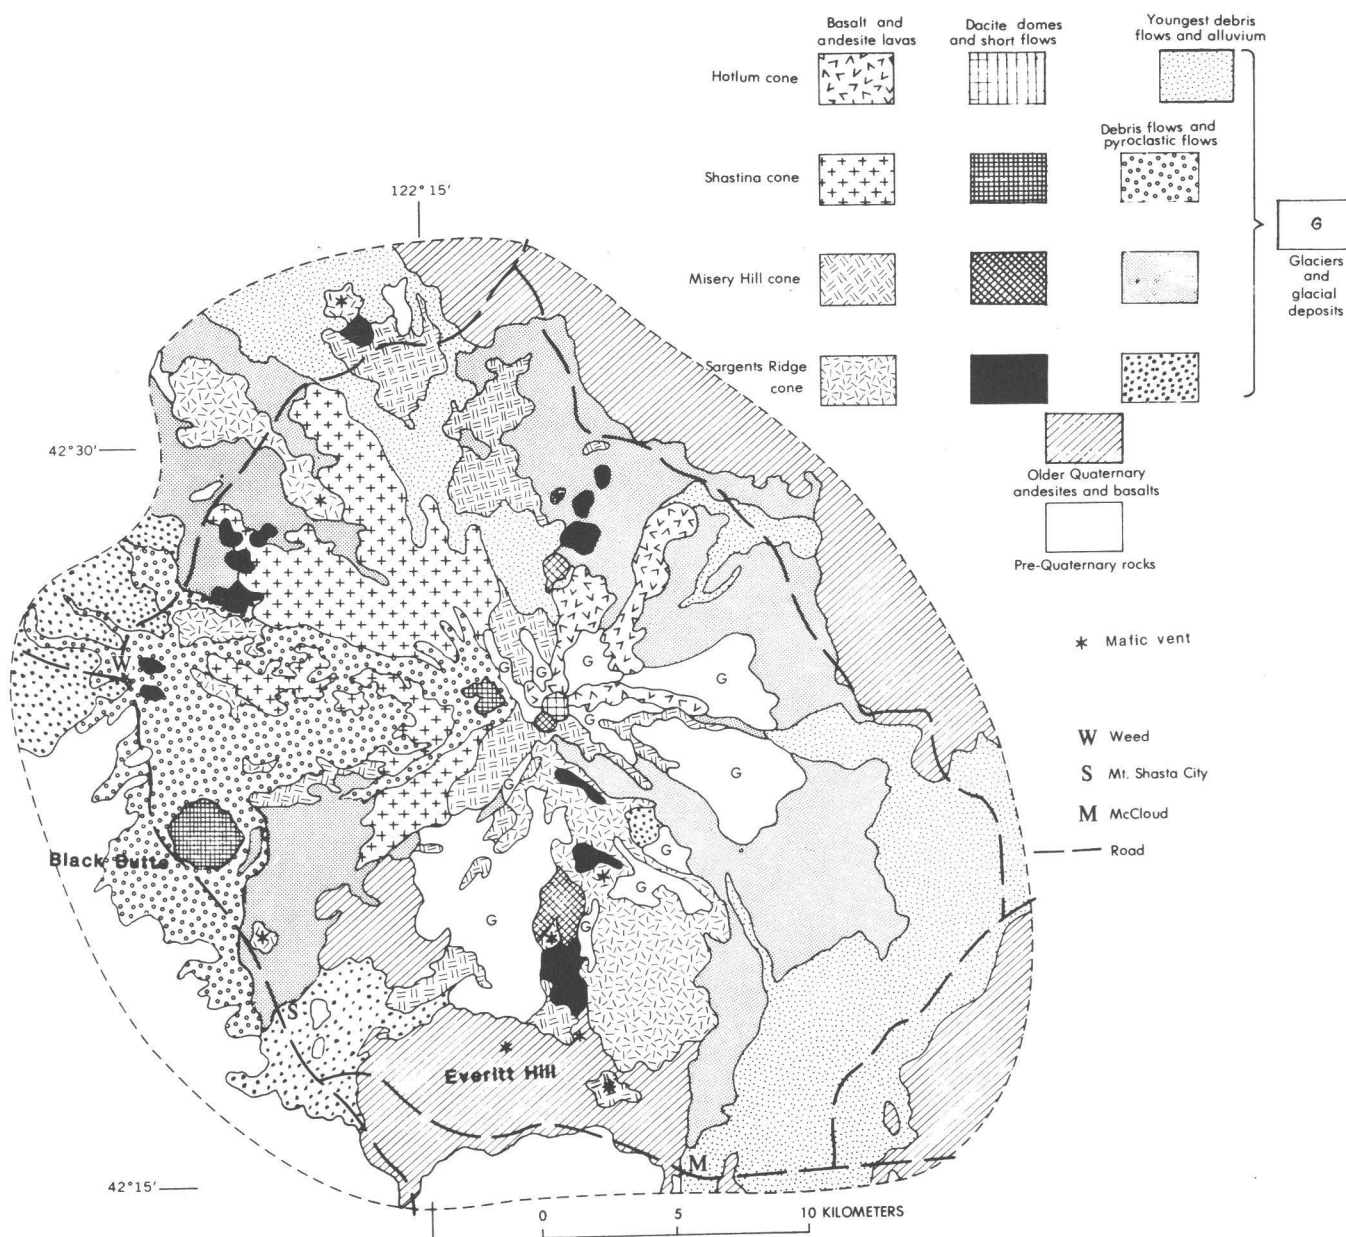 Basalt and
andesite lavas
Dacite domes
and short flows
Youngest debris
flows and alluvium
Hotlum cone
Debris flows and
pyroclastic flows
Shastina cone
G
Glaciers
and
glacial
deposits
Misery Hill cone
Sargents Ridge
cone
Older Quaternary
andesites and basalts
Pre-Quaternary rocks
Mafic vent
W Weed
S Mt. Shasta City
M McCloud
Road
122° 15'
42° 30'
W
G
G
G
G
G
G
G
Black Butte
G
G
G
G
S
Everitt Hill
M
42° 15'
0 5 10 KILOMETERS